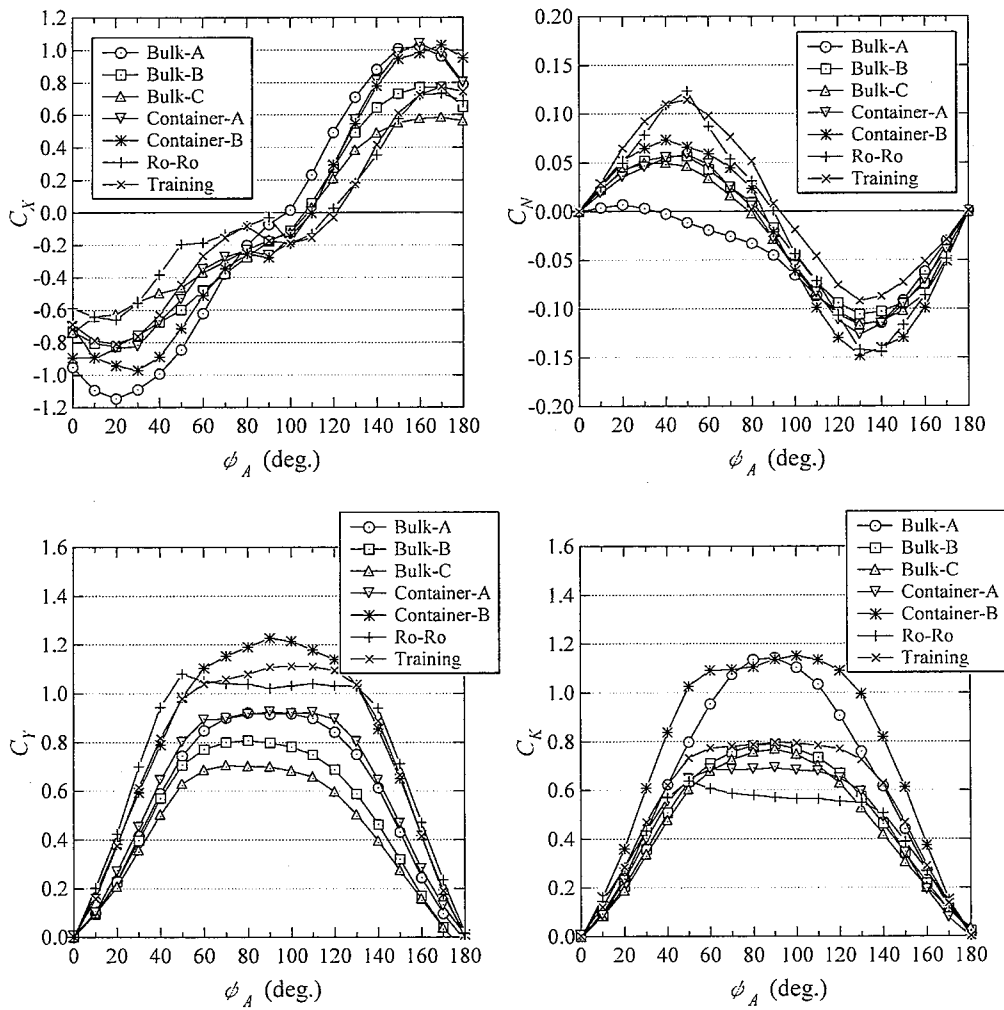 1.2
1.0
0.8
0.6
0.4
0.2
0.0
-0.2
-0.4
-0.6
-0.8
-1.0
-1.2
C_X
Bulk-A
Bulk-B
Bulk-C
Container-A
Container-B
Ro-Ro
Training
0 20 40 60 80 100 120 140 160 180
ϕ_A (deg.)
0.20
0.15
0.10
0.05
0.00
-0.05
-0.10
-0.15
-0.20
C_N
Bulk-A
Bulk-B
Bulk-C
Container-A
Container-B
Ro-Ro
Training
0 20 40 60 80 100 120 140 160 180
ϕ_A (deg.)
1.6
1.4
1.2
1.0
0.8
0.6
0.4
0.2
0.0
C_Y
Bulk-A
Bulk-B
Bulk-C
Container-A
Container-B
Ro-Ro
Training
0 20 40 60 80 100 120 140 160 180
ϕ_A (deg.)
1.6
1.4
1.2
1.0
0.8
0.6
0.4
0.2
0.0
C_K
Bulk-A
Bulk-B
Bulk-C
Container-A
Container-B
Ro-Ro
Training
0 20 40 60 80 100 120 140 160 180
ϕ_A (deg.)